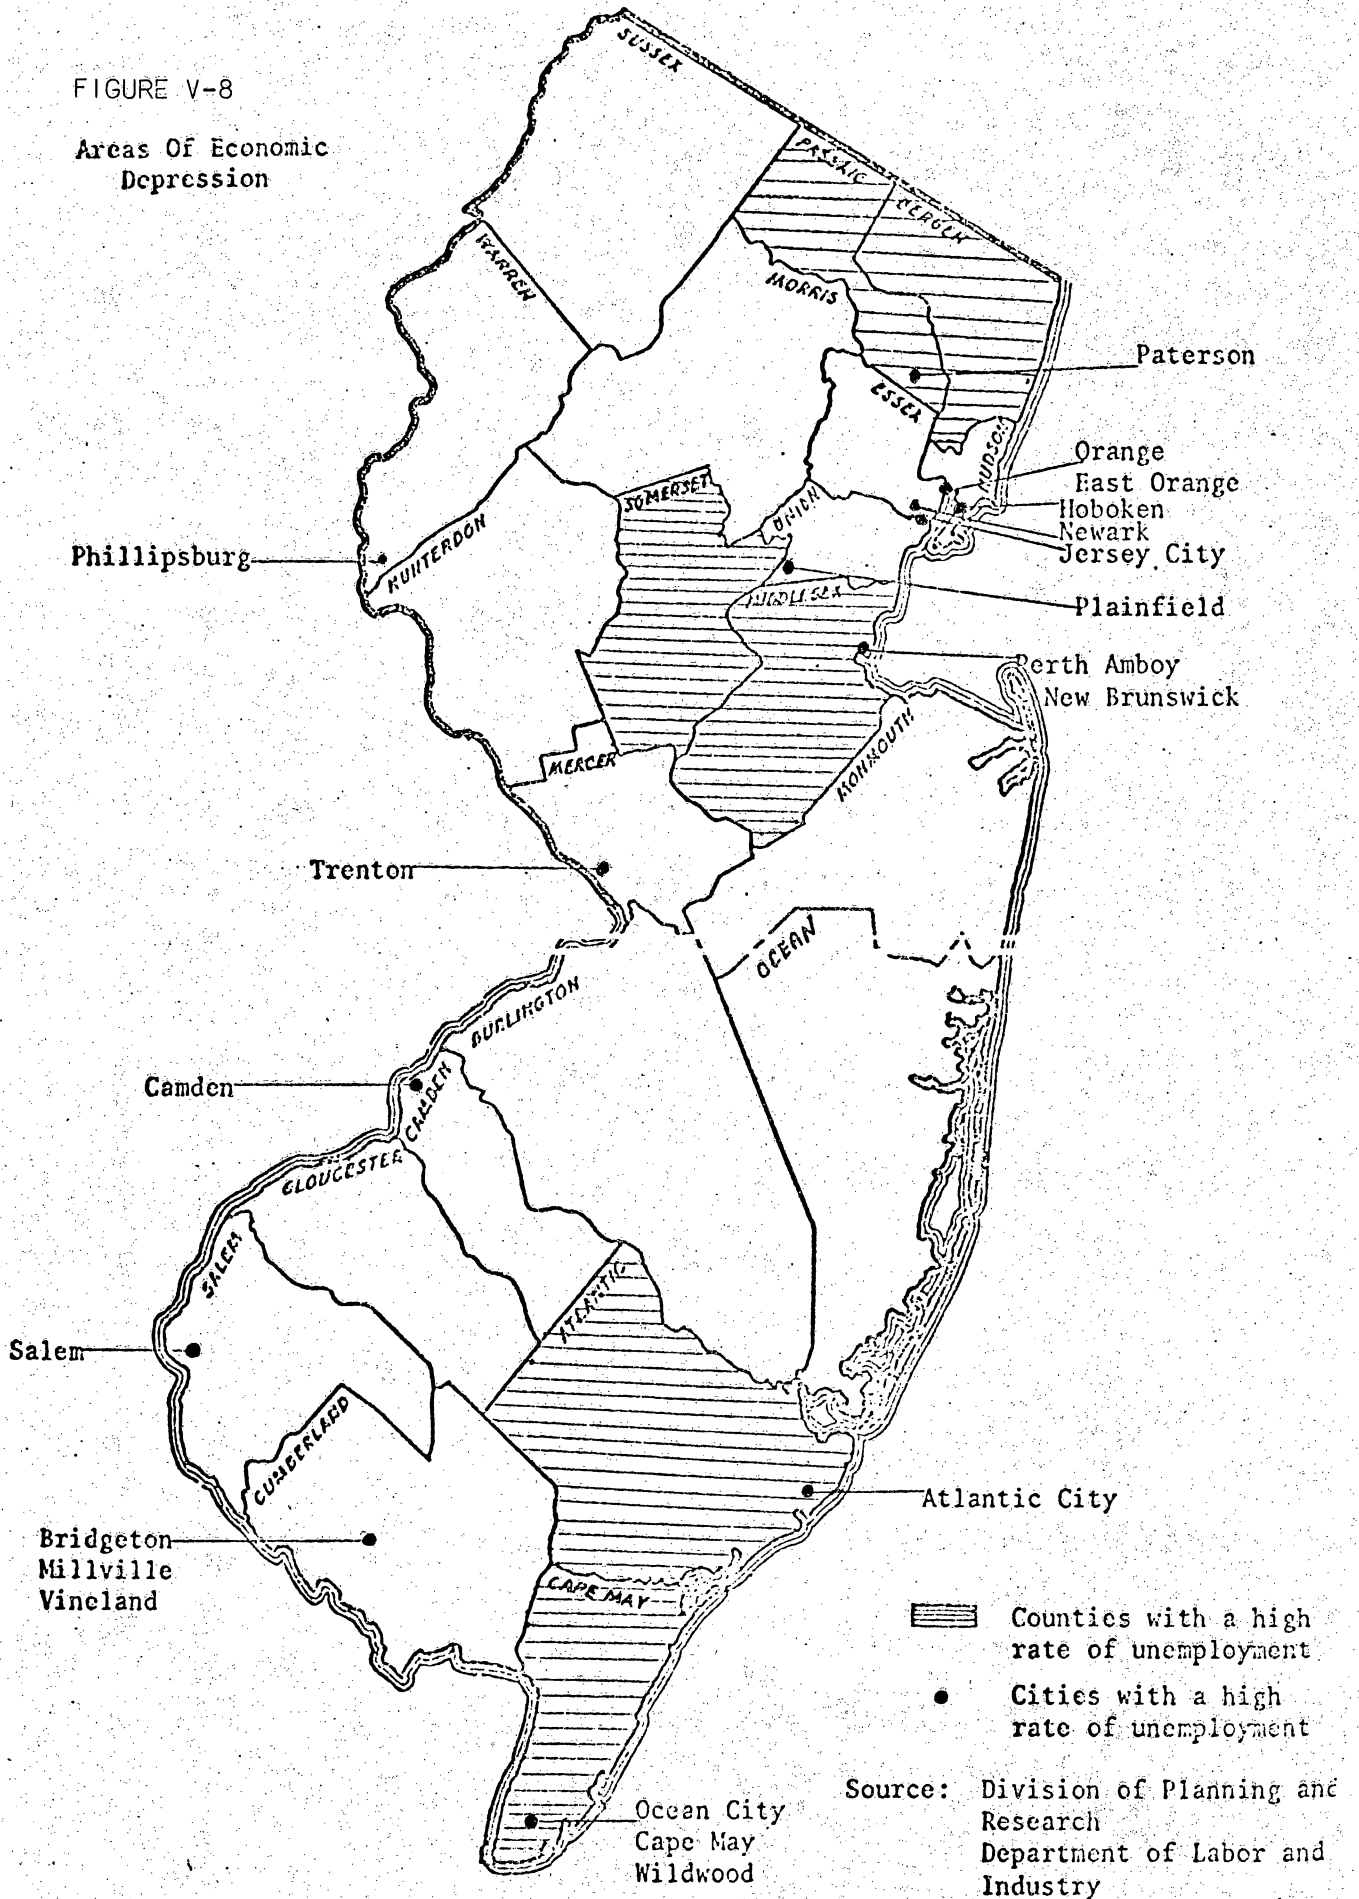 FIGURE V-8
Areas Of Economic
Depression
SUSSEX
PASSAIC
BERGEN
WARREN
MORRIS
Paterson
ESSEX
HUDSON
Orange
East Orange
Hoboken
Newark
Jersey City
SOMERSET
UNION
HUNTERDON
Phillipsburg
Plainfield
MIDDLESEX
Perth Amboy
New Brunswick
MONMOUTH
MERCER
Trenton
OCEAN
BURLINGTON
Camden
CAMDEN
GLOUCESTER
SALEM
ATLANTIC
Salem
CUMBERLAND
Atlantic City
Bridgeton
Millville
Vineland
CAPE MAY
Counties with a high
rate of unemployment
Cities with a high
rate of unemployment
Source: Division of Planning and
Research
Department of Labor and
Industry
Ocean City
Cape May
Wildwood